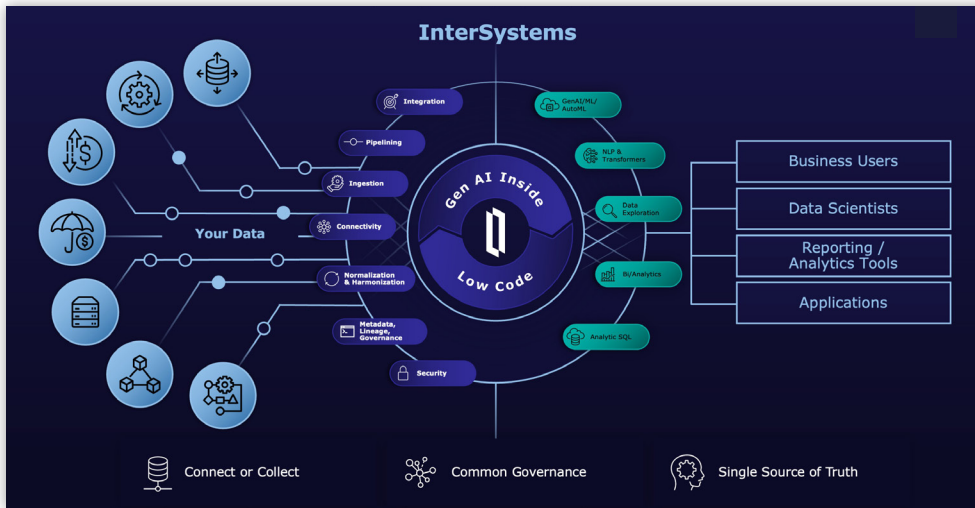 InterSystems
Your Data
Integration
Pipelining
Ingestion
Connectivity
Normalization
& Harmonization
Metadata,
Lineage,
Governance
Security
Gen AI Inside
Low Code
GenAI/ML/
AutoML
NLP &
Transformers
Data
Exploration
BI/Analytics
Analytic SQL
Business Users
Data Scientists
Reporting /
Analytics Tools
Applications
Connect or Collect
Common Governance
Single Source of Truth